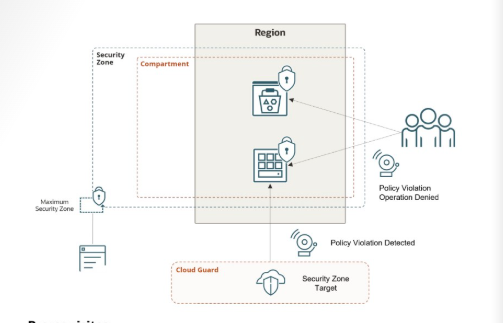 Region
Security
Zone
Compartment
Maximum
Security Zone
Policy Violation
Operation Denied
Policy Violation Detected
Cloud Guard
Security Zone
Target